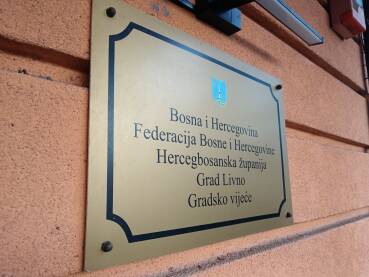 Bosna i Hercegovina
Federacija Bosne i Hercegovine
Hercegbosanska županija
Grad Livno
Gradsko vijeće